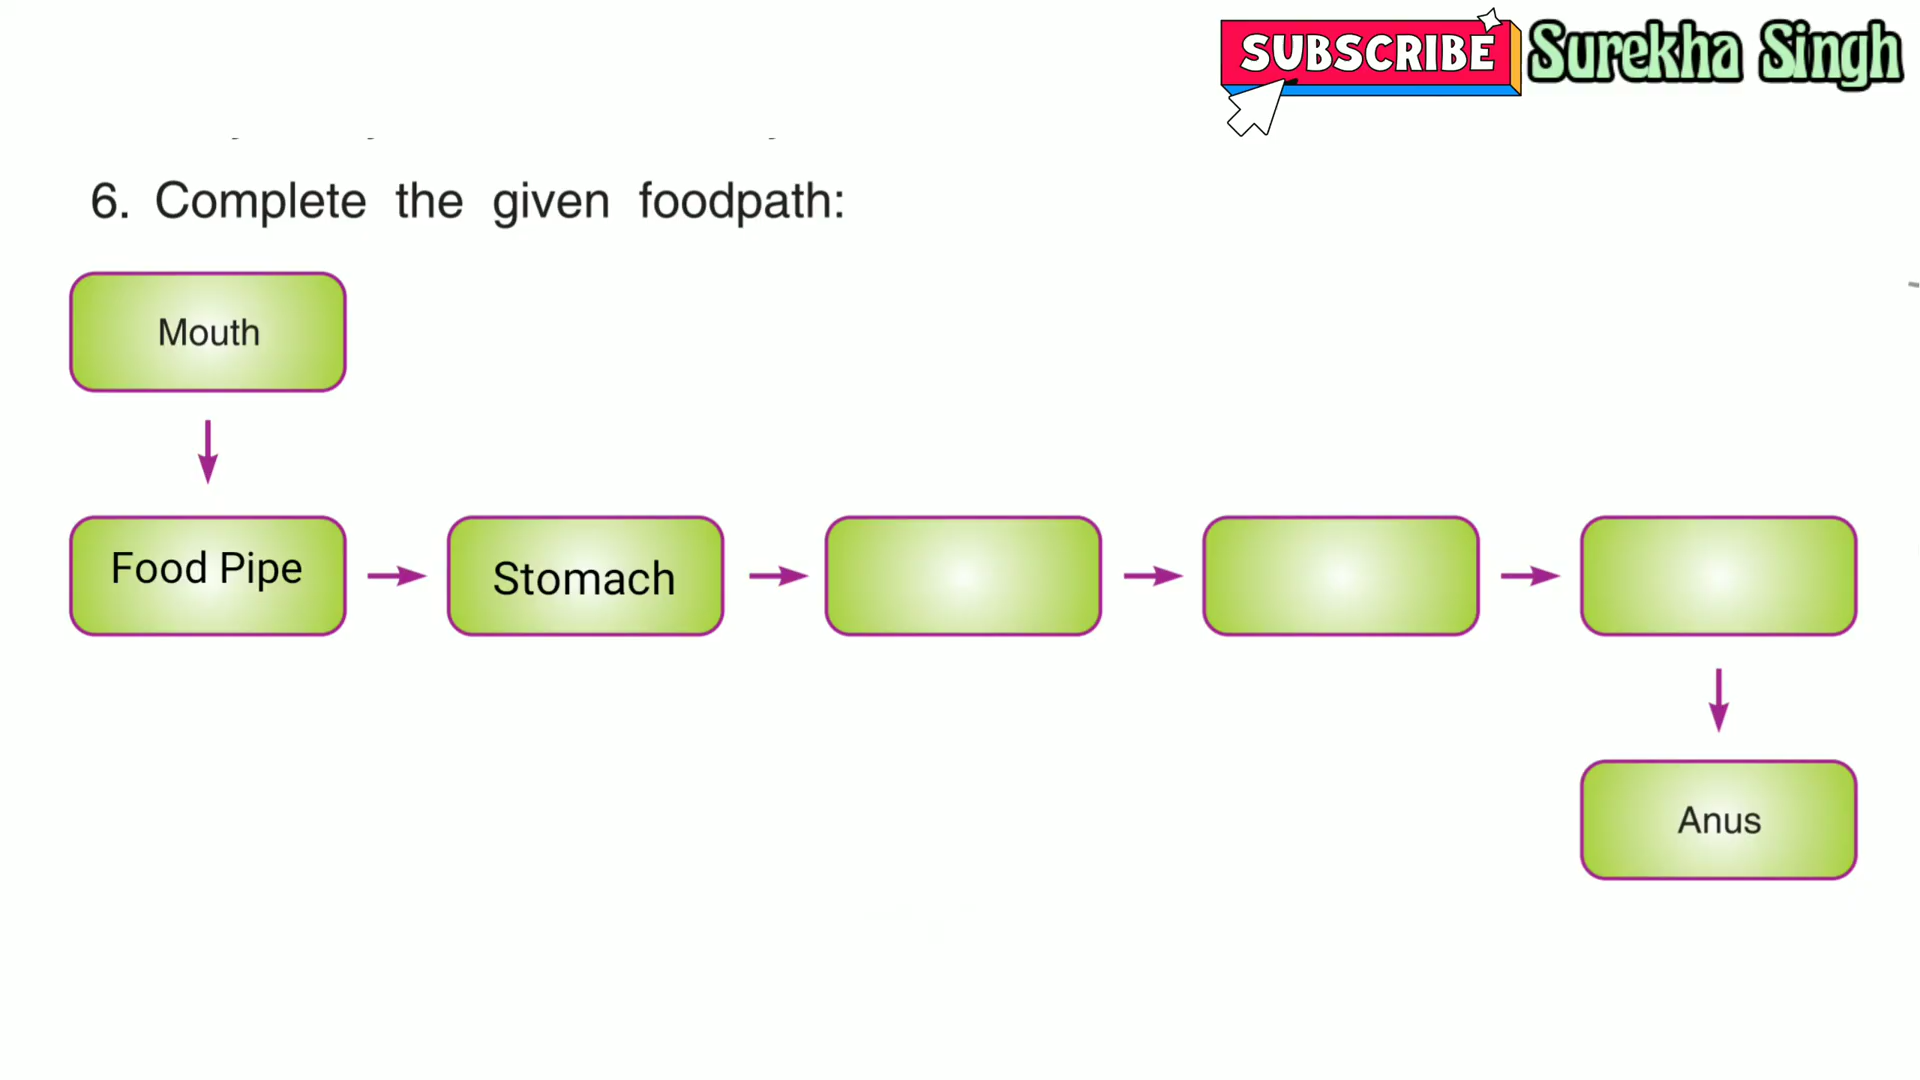 SUBSCRIBE Surekha Singh
6. Complete the given foodpath:
Mouth
Food Pipe
Stomach
Anus